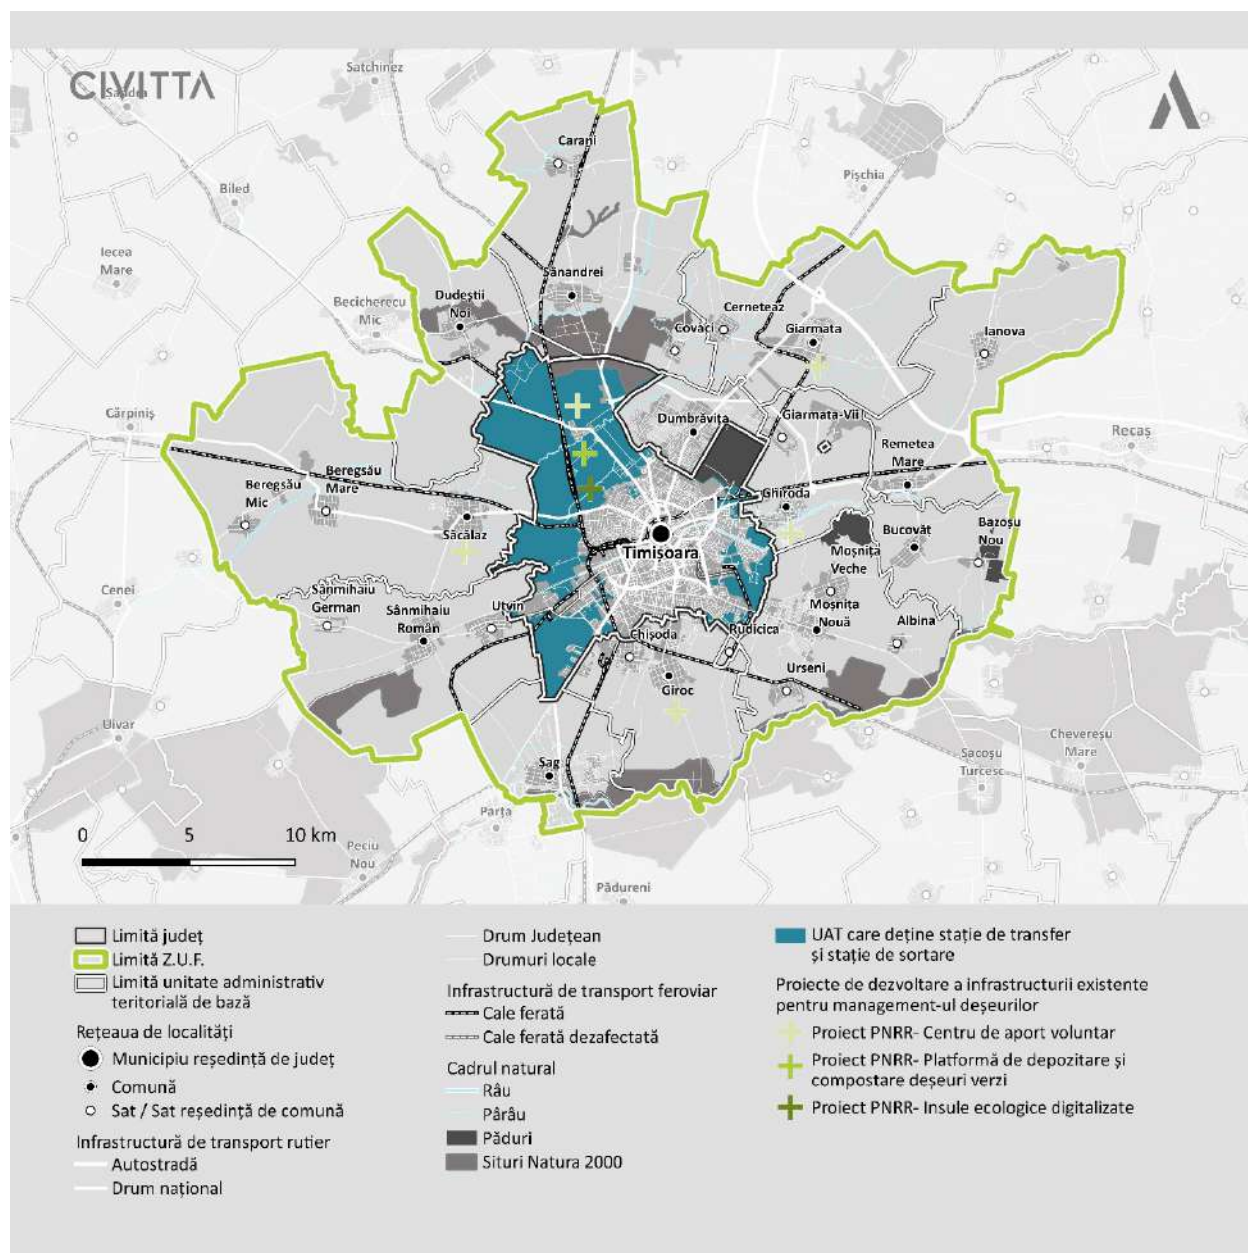 CIVITTA
Satchinez
Sandra
Carani
Pișchia
Biled
Iecea
Mare
Sânandrei
Dudeștii
Noi
Becicherecu
Mic
Cerneteaz
Covaci
Giarmata
Ianova
Cărpiniș
Dumbrăvița
Giarmata-Vii
Recaș
Remetea
Mare
Beregsău
Mare
Beregsău
Mic
Ghiroda
Săcălaz
Timișoara
Bucovăț
Bazoșu
Nou
Moșnița
Veche
Cenei
Sânmihaiu
German
Sânmihaiu
Român
Utvin
Moșnița
Nouă
Albina
Chișoda
Rudicica
Urseni
Giroc
Uivar
Chevereșu
Mare
Sacoșu
Turcesc
Sag
Parța
0 5 10 km
Peciu
Nou
Pădureni
Limită județ
Limită Z.U.F.
Limită unitate administrativ
teritorială de bază
Rețeaua de localități
Municipiu reședință de județ
Comună
Sat / Sat reședință de comună
Infrastructură de transport rutier
Autostradă
Drum național
Drum Județean
Drumuri locale
Infrastructură de transport feroviar
Cale ferată
Cale ferată dezafectată
Cadrul natural
Râu
Pârâu
Păduri
Situri Natura 2000
UAT care deține stație de transfer
și stație de sortare
Proiecte de dezvoltare a infrastructurii existente
pentru management-ul deșeurilor
Proiect PNRR- Centru de aport voluntar
Proiect PNRR- Platformă de depozitare și
compostare deșeuri verzi
Proiect PNRR- Insule ecologice digitalizate